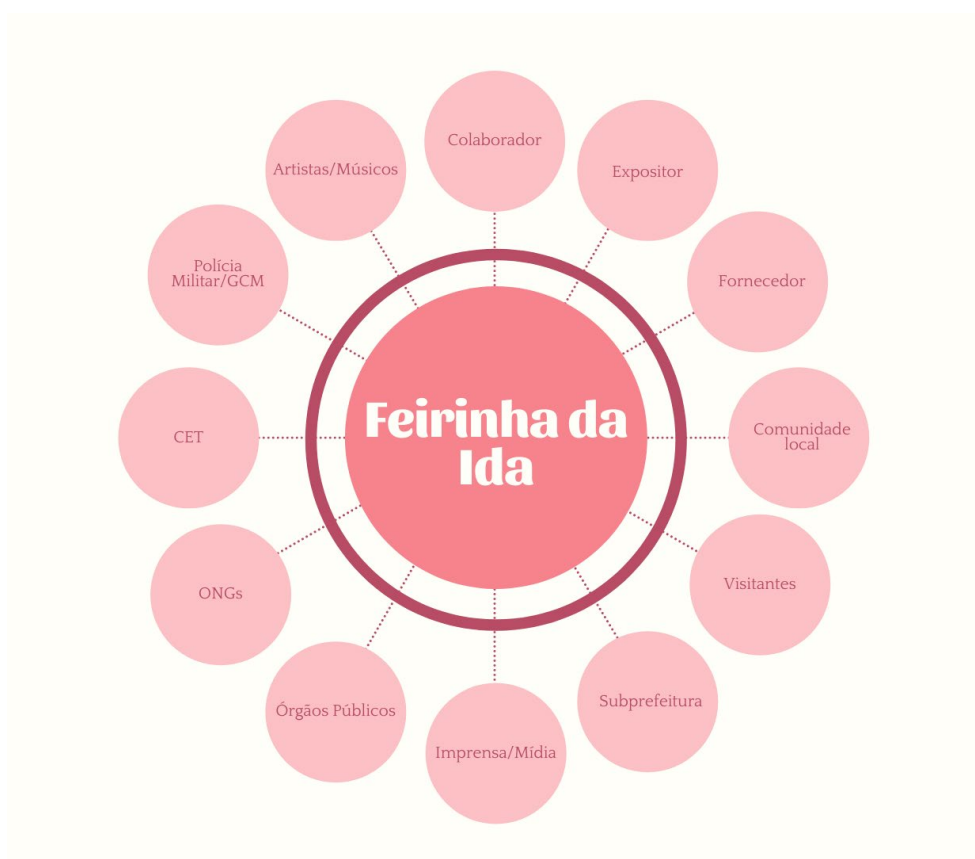 Colaborador
Expositor
Fornecedor
Comunidade
local
Visitantes
Subprefeitura
Imprensa/Mídia
Órgãos Públicos
ONGs
CET
Polícia
Militar/GCM
Artistas/Músicos
Feirinha da
Ida